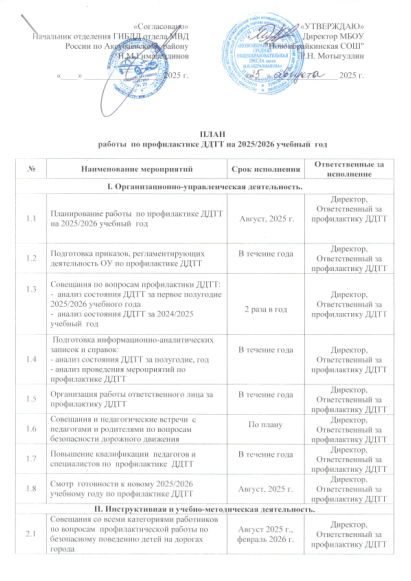 «Согласовано»
Начальник отделения ГИБДД отдела МВД
России по Аксубаевскому району
«УТВЕРЖДАЮ»
Директор МБОУ
"Новоибрайкинская СОШ"
Р.Н. Мотыгуллин
«___» __________ 2025 г.
августа 2025 г.
ПЛАН
работы по профилактике ДДТТ на 2025/2026 учебный год
№ Наименование мероприятий Срок исполнения Ответственные за исполнение
I. Организационно-управленческая деятельность.
1.1 Планирование работы по профилактике ДДТТ
на 2025/2026 учебный год
Август, 2025 г.
Директор,
Ответственный за
профилактику ДДТТ
1.2 Подготовка приказов, регламентирующих
деятельность ОУ по профилактике ДДТТ
В течение года
Директор,
Ответственный за
профилактику ДДТТ
1.3 Совещания по вопросам профилактики ДДТТ:
- анализ состояния ДДТТ за первое полугодие
2025/2026 учебного года
- анализ состояния ДДТТ за 2024/2025
учебный год
2 раза в год
Директор,
Ответственный за
профилактику ДДТТ
1.4 Подготовка информационно-аналитических
записок и справок:
- анализ состояния ДДТТ за полугодие, год
- анализ проведения мероприятий по
профилактике ДДТТ
В течение года
Директор,
Ответственный за
профилактику ДДТТ
1.5 Организация работы ответственного лица за
профилактику ДДТТ
В течение года
Директор,
Ответственный за
профилактику ДДТТ
1.6 Совещания и педагогические встречи с
педагогами и родителями по вопросам
безопасности дорожного движения
По плану
Директор,
Ответственный за
профилактику ДДТТ
1.7 Повышение квалификации педагогов и
специалистов по профилактике ДДТТ
В течение года
Директор,
Ответственный за
профилактику ДДТТ
1.8 Смотр готовности к новому 2025/2026
учебному году по профилактике ДДТТ
Август, 2025 г.
Директор,
Ответственный за
профилактику ДДТТ
II. Инструктивная и учебно-методическая деятельность.
2.1 Совещания со всеми категориями работников
по вопросам профилактической работы по
безопасному поведению детей на дорогах
города
Август 2025 г.,
февраль 2026 г.
Директор,
Ответственный за
профилактику ДДТТ